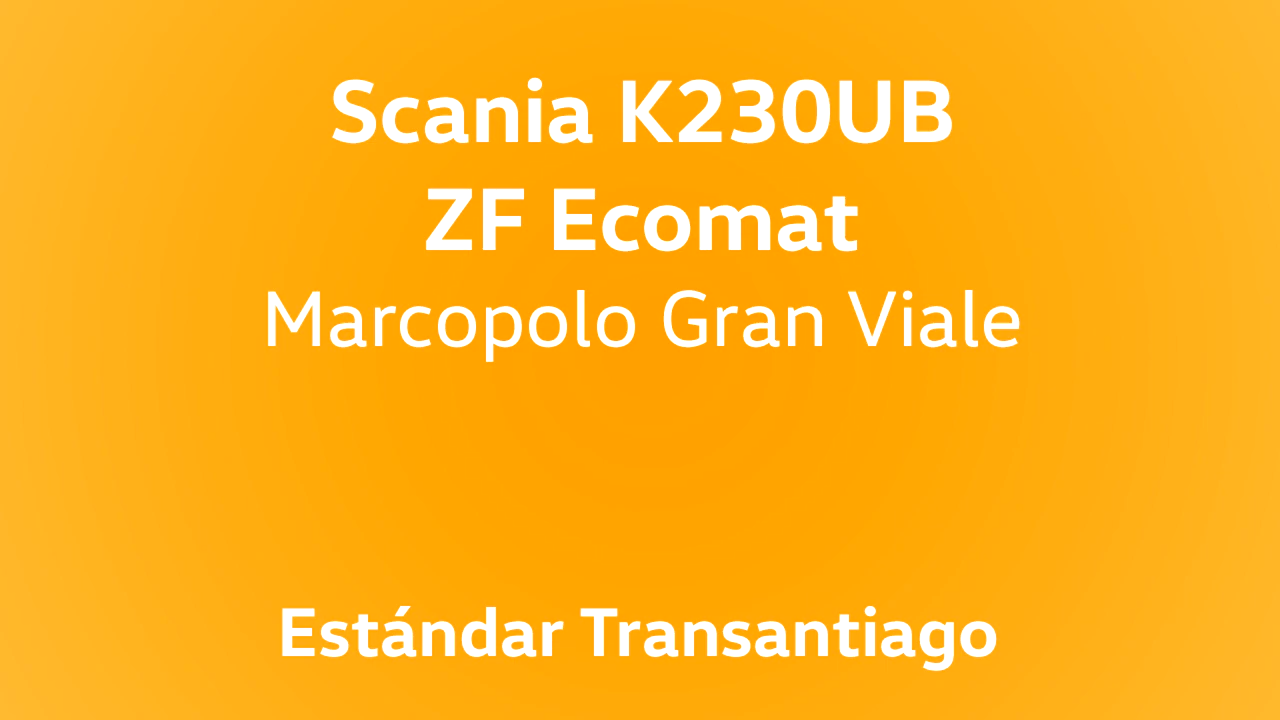 Scania K230UB
ZF Ecomat
Marcopolo Gran Viale
Estándar Transantiago